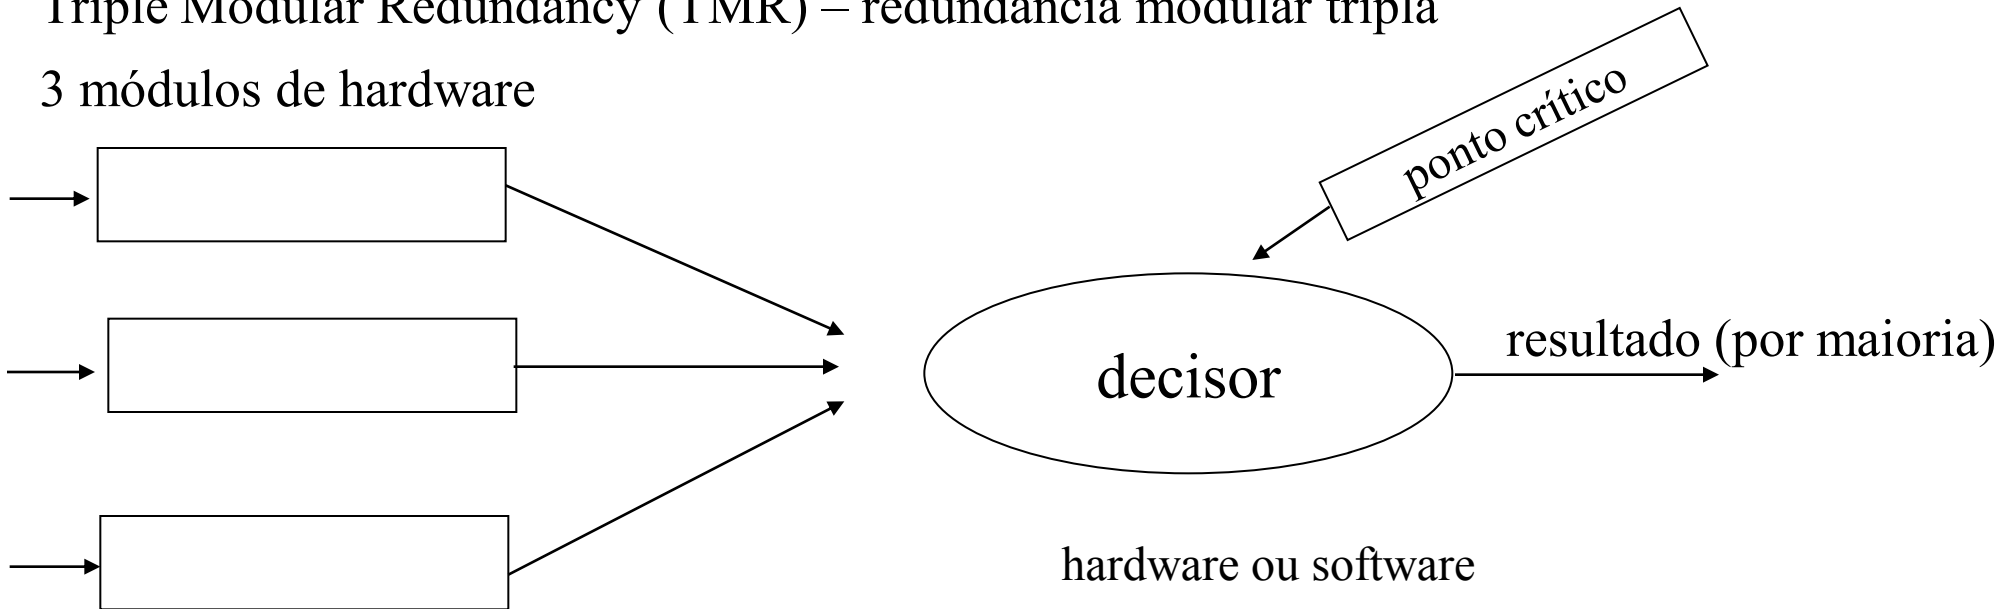 Triple Modular Redundancy (TMR) – redundância modular tripla
3 módulos de hardware
ponto crítico
resultado (por maioria)
decisor
hardware ou software